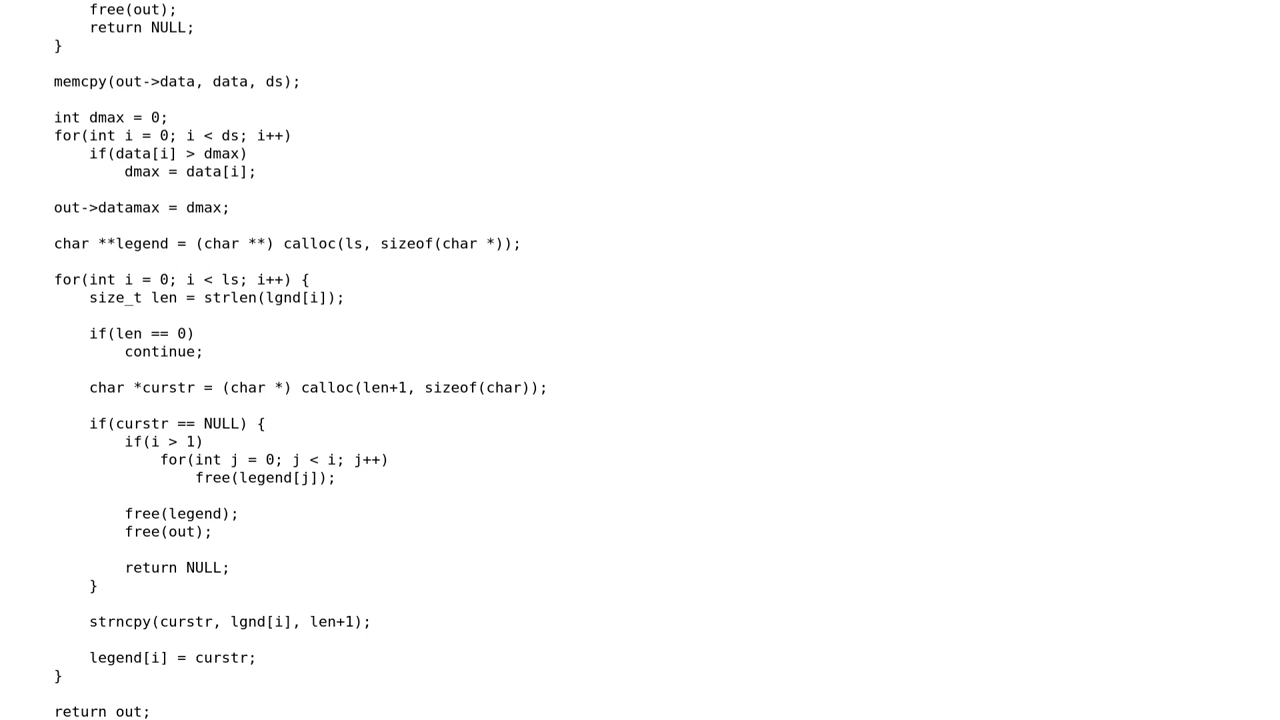 free(out);
return NULL;
}
memcpy(out->data, data, ds);
int dmax = 0;
for(int i = 0; i < ds; i++)
if(data[i] > dmax)
dmax = data[i];
out->datamax = dmax;
char **legend = (char **) calloc(ls, sizeof(char *));
for(int i = 0; i < ls; i++) {
size_t len = strlen(lgnd[i]);
if(len == 0)
continue;
char *curstr = (char *) calloc(len+1, sizeof(char));
if(curstr == NULL) {
if(i > 1)
for(int j = 0; j < i; j++)
free(legend[j]);
free(legend);
free(out);
return NULL;
}
strncpy(curstr, lgnd[i], len+1);
legend[i] = curstr;
}
return out;